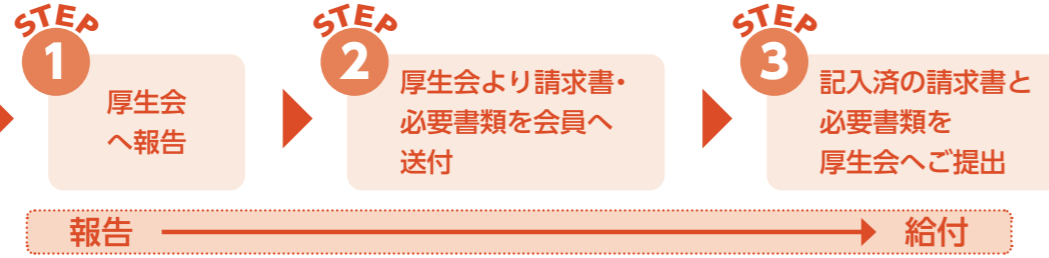 STEP
1
厚生会
へ報告
STEP
2
厚生会より請求書・
必要書類を会員へ
送付
STEP
3
記入済の請求書と
必要書類を
厚生会へご提出
報告
給付